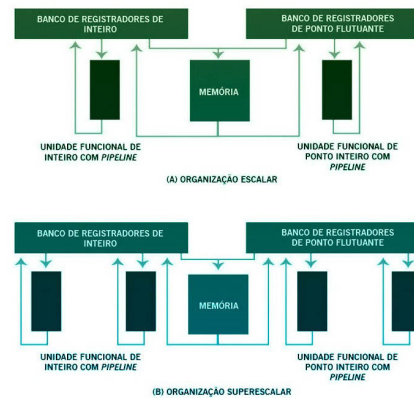 BANCO DE REGISTRADORES DE
INTEIRO
BANCO DE REGISTRADORES
DE PONTO FLUTUANTE
MEMÓRIA
UNIDADE FUNCIONAL DE
INTEIRO COM PIPELINE
UNIDADE FUNCIONAL DE
PONTO INTEIRO COM
PIPELINE
(A) ORGANIZAÇÃO ESCALAR
BANCO DE REGISTRADORES DE
INTEIRO
BANCO DE REGISTRADORES
DE PONTO FLUTUANTE
MEMÓRIA
UNIDADE FUNCIONAL DE
INTEIRO COM PIPELINE
UNIDADE FUNCIONAL DE
PONTO INTEIRO COM
PIPELINE
(B) ORGANIZAÇÃO SUPERESCALAR